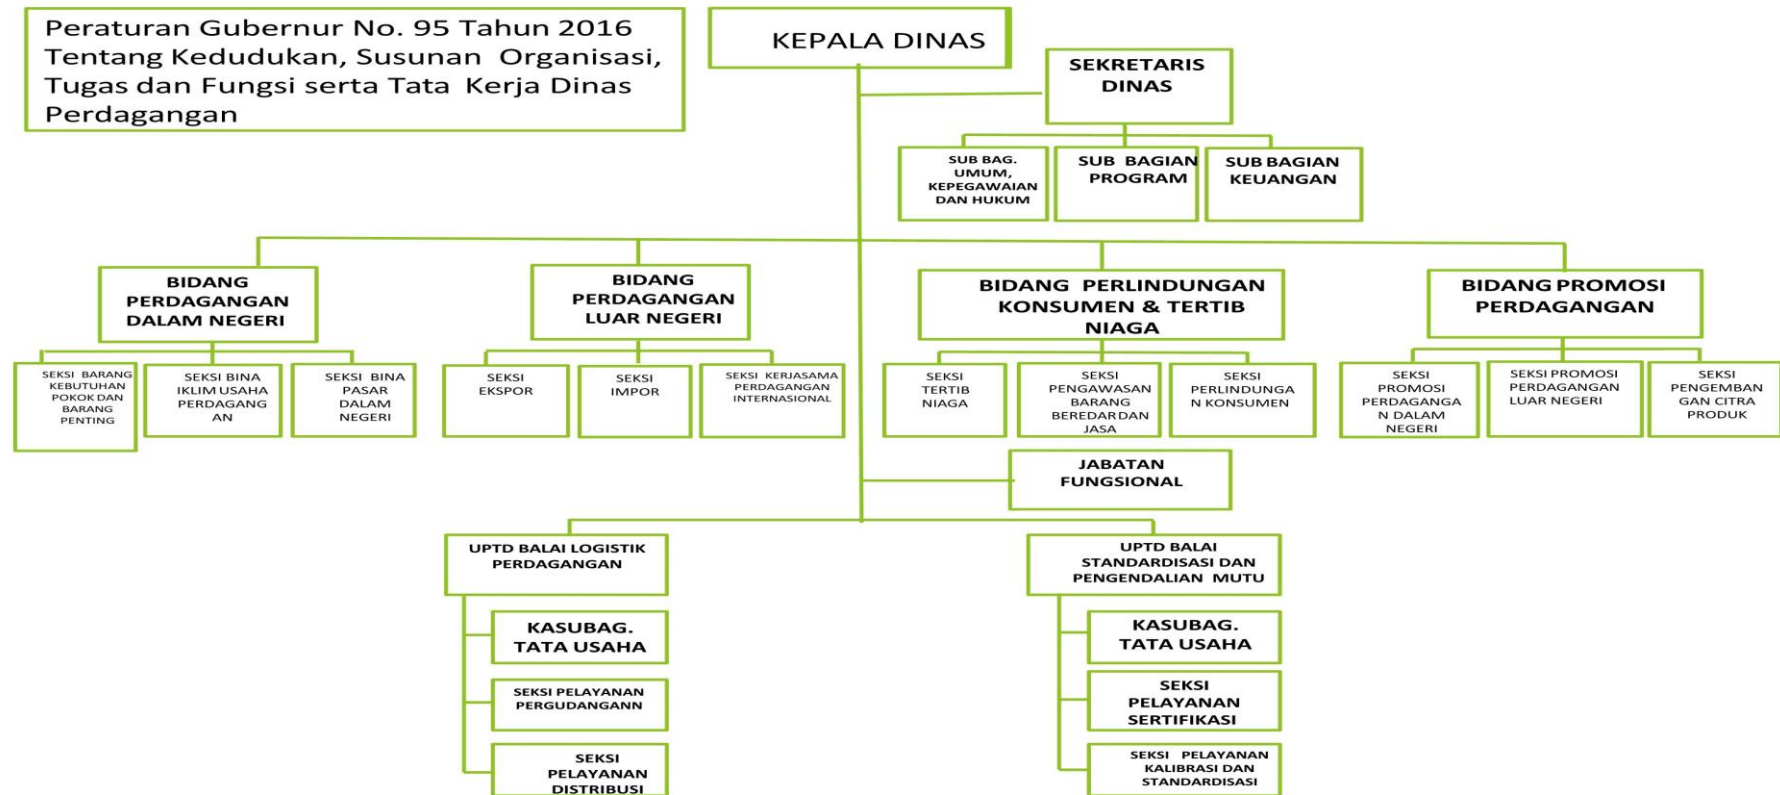 Peraturan Gubernur No. 95 Tahun 2016
Tentang Kedudukan, Susunan Organisasi,
Tugas dan Fungsi serta Tata Kerja Dinas
Perdagangan
KEPALA DINAS
SEKRETARIS
DINAS
SUB BAG.
UMUM,
KEPEGAWAIAN
DAN HUKUM
SUB BAGIAN
PROGRAM
SUB BAGIAN
KEUANGAN
BIDANG
PERDAGANGAN
DALAM NEGERI
BIDANG
PERDAGANGAN
LUAR NEGERI
BIDANG PERLINDUNGAN
KONSUMEN & TERTIB
NIAGA
BIDANG PROMOSI
PERDAGANGAN
SEKSI BARANG
KEBUTUHAN
POKOK DAN
BARANG
PENTING
SEKSI BINA
IKLIM USAHA
PERDAGANG
AN
SEKSI BINA
PASAR
DALAM
NEGERI
SEKSI
EKSPOR
SEKSI
IMPOR
SEKSI KERJASAMA
PERDAGANGAN
INTERNASIONAL
SEKSI
TERTIB
NIAGA
SEKSI
PENGAWASAN
BARANG
BEREDAR DAN
JASA
SEKSI
PERLINDUNGA
N KONSUMEN
SEKSI
PROMOSI
PERDAGANGA
N DALAM
NEGERI
SEKSI PROMOSI
PERDAGANGAN
LUAR NEGERI
SEKSI
PENGEMBAN
GAN CITRA
PRODUK
JABATAN
FUNGSIONAL
UPTD BALAI LOGISTIK
PERDAGANGAN
KASUBAG.
TATA USAHA
SEKSI PELAYANAN
PERGUDANGANN
SEKSI
PELAYANAN
DISTRIBUSI
UPTD BALAI
STANDARDISASI DAN
PENGENDALIAN MUTU
KASUBAG.
TATA USAHA
SEKSI
PELAYANAN
SERTIFIKASI
SEKSI PELAYANAN
KALIBRASI DAN
STANDARDISASI